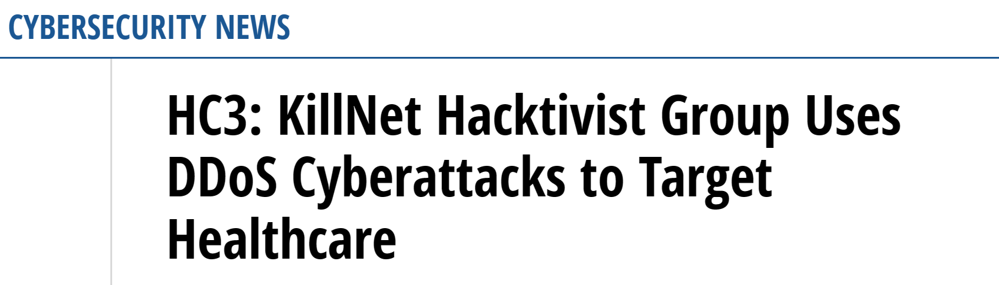 CYBERSECURITY NEWS
HC3: KillNet Hacktivist Group Uses
DDoS Cyberattacks to Target
Healthcare